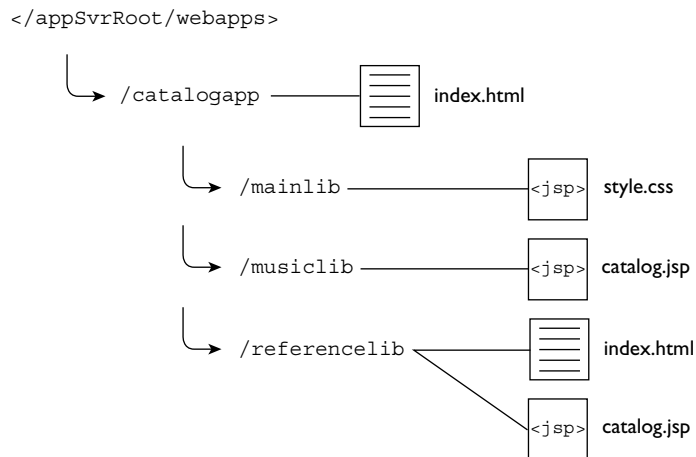 </appSvrRoot/webapps>
/catalogapp
index.html
/mainlib
<jsp>
style.css
/musiclib
<jsp>
catalog.jsp
/referencelib
index.html
<jsp>
catalog.jsp